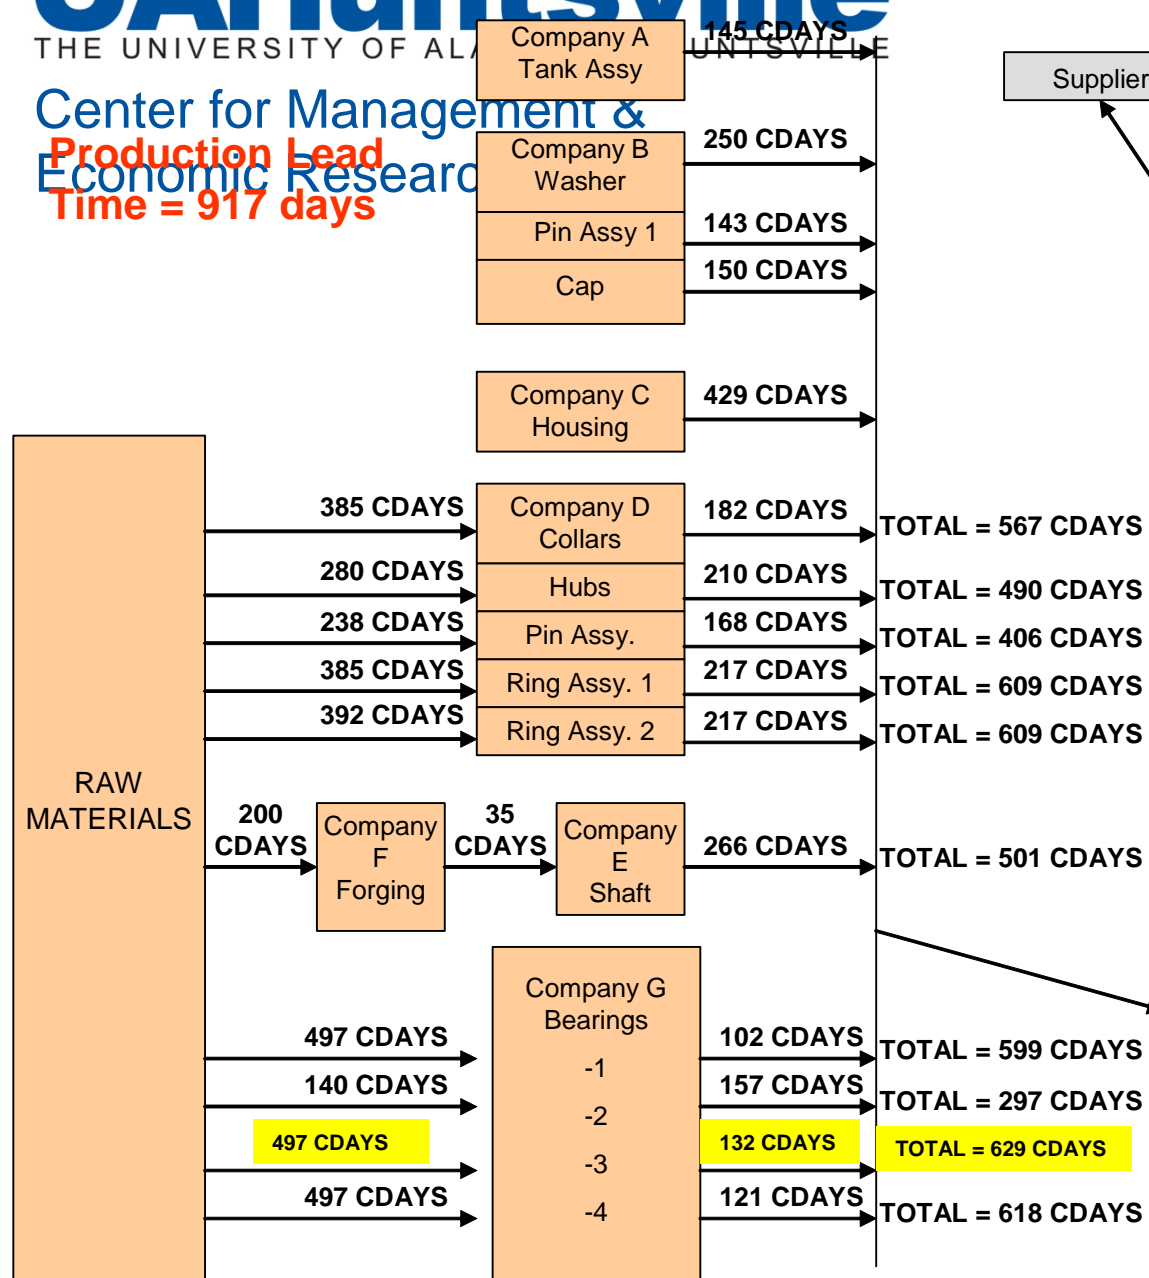 UAHuntsville
THE UNIVERSITY OF ALA UNTSVILLE
Center for Management &
Economic Researc
Production Lead
Time = 917 days
Company A
Tank Assy
145 CDAYS
Supplier
Company B
Washer
250 CDAYS
Pin Assy 1
143 CDAYS
Cap
150 CDAYS
Company C
Housing
429 CDAYS
RAW
MATERIALS
385 CDAYS
Company D
Collars
182 CDAYS
TOTAL = 567 CDAYS
280 CDAYS
Hubs
210 CDAYS
TOTAL = 490 CDAYS
238 CDAYS
Pin Assy.
168 CDAYS
TOTAL = 406 CDAYS
385 CDAYS
Ring Assy. 1
217 CDAYS
TOTAL = 609 CDAYS
392 CDAYS
Ring Assy. 2
217 CDAYS
TOTAL = 609 CDAYS
200
CDAYS
Company
F
Forging
35
CDAYS
Company
E
Shaft
266 CDAYS
TOTAL = 501 CDAYS
Company G
Bearings
497 CDAYS
-1
102 CDAYS
TOTAL = 599 CDAYS
140 CDAYS
-2
157 CDAYS
TOTAL = 297 CDAYS
497 CDAYS
-3
132 CDAYS
TOTAL = 629 CDAYS
497 CDAYS
-4
121 CDAYS
TOTAL = 618 CDAYS